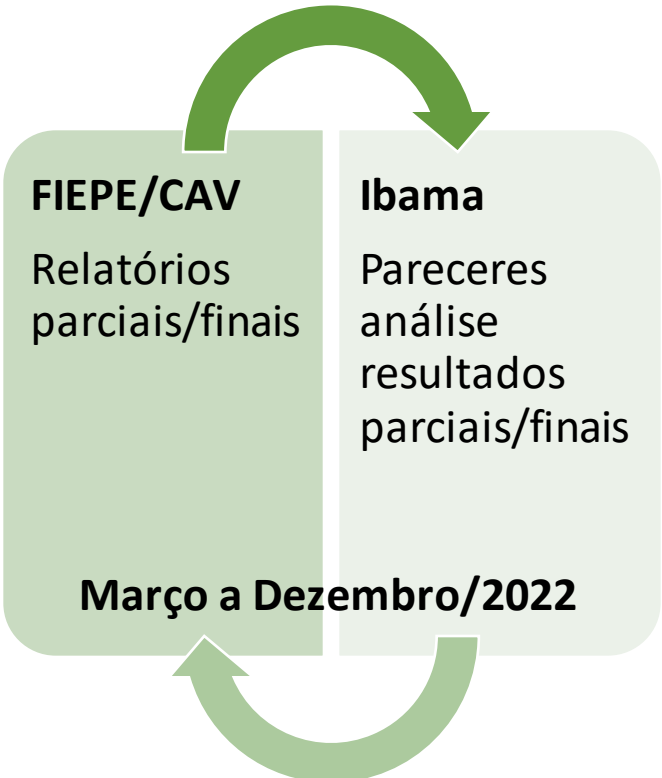 FIEPE/CAV
Relatórios
parciais/finais
Ibama
Pareceres
análise
resultados
parciais/finais
Março a Dezembro/2022